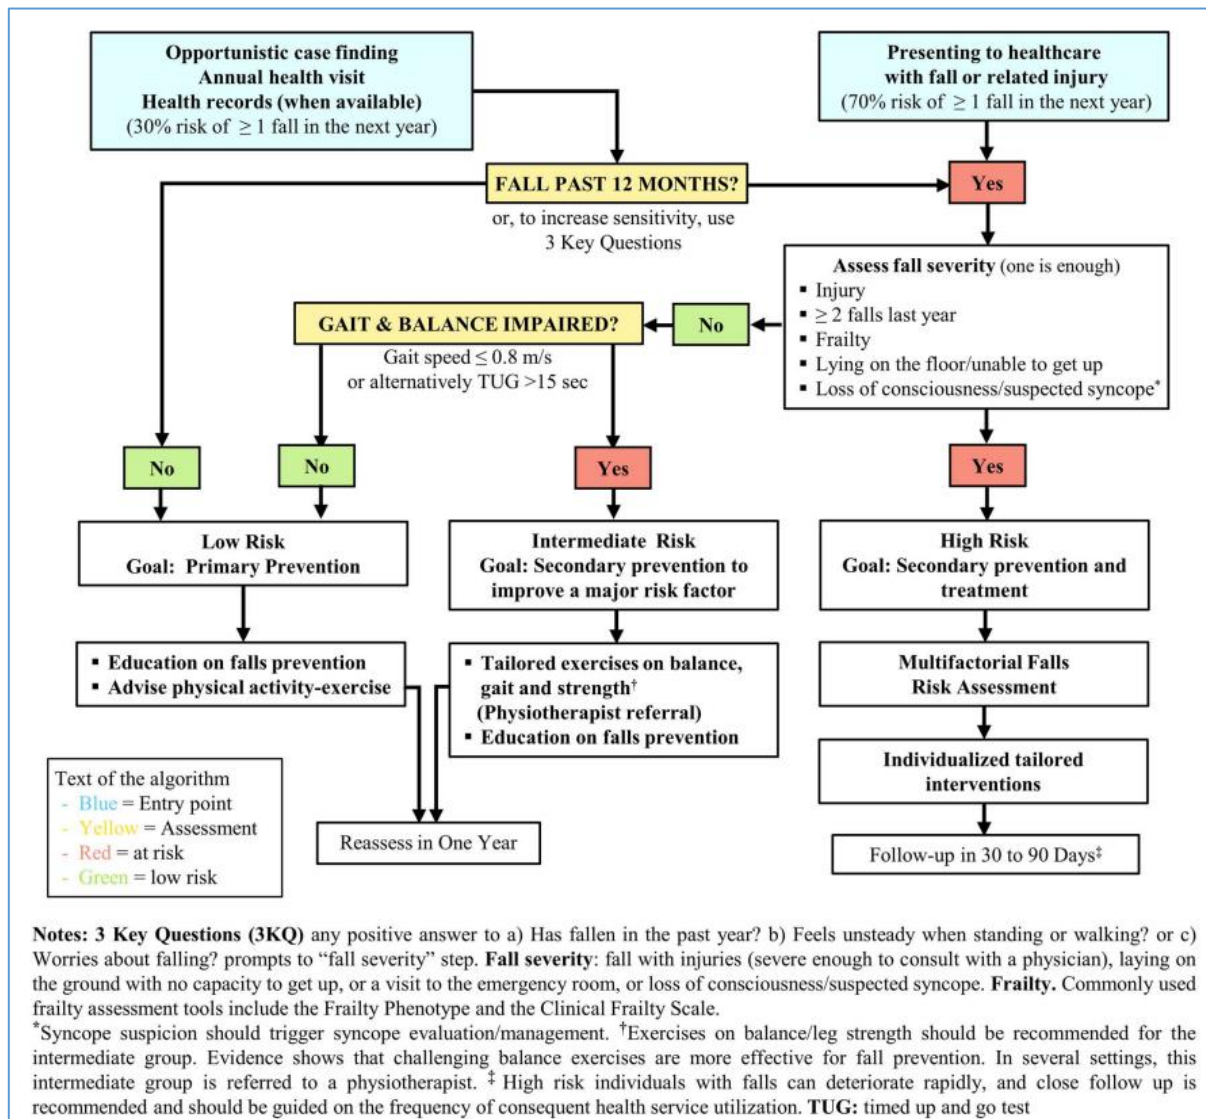 Opportunistic case finding
Annual health visit
Health records (when available)
(30% risk of ≥ 1 fall in the next year)
Presenting to healthcare
with fall or related injury
(70% risk of ≥ 1 fall in the next year)
FALL PAST 12 MONTHS?
Yes
or, to increase sensitivity, use
3 Key Questions
Assess fall severity (one is enough)
▪ Injury
▪ ≥ 2 falls last year
▪ Frailty
▪ Lying on the floor/unable to get up
▪ Loss of consciousness/suspected syncope*
GAIT & BALANCE IMPAIRED?
No
Gait speed ≤ 0.8 m/s
or alternatively TUG >15 sec
No
No
Yes
Yes
Low Risk
Goal: Primary Prevention
Intermediate Risk
Goal: Secondary prevention to
improve a major risk factor
High Risk
Goal: Secondary prevention and
treatment
▪ Education on falls prevention
▪ Advise physical activity-exercise
▪ Tailored exercises on balance,
gait and strength†
(Physiotherapist referral)
▪ Education on falls prevention
Multifactorial Falls
Risk Assessment
Individualized tailored
interventions
Text of the algorithm
- Blue = Entry point
- Yellow = Assessment
- Red = at risk
- Green = low risk
Reassess in One Year
Follow-up in 30 to 90 Days‡
Notes: 3 Key Questions (3KQ) any positive answer to a) Has fallen in the past year? b) Feels unsteady when standing or walking? or c)
Worries about falling? prompts to “fall severity” step. Fall severity: fall with injuries (severe enough to consult with a physician), laying on
the ground with no capacity to get up, or a visit to the emergency room, or loss of consciousness/suspected syncope. Frailty. Commonly used
frailty assessment tools include the Frailty Phenotype and the Clinical Frailty Scale.
*Syncope suspicion should trigger syncope evaluation/management. †Exercises on balance/leg strength should be recommended for the
intermediate group. Evidence shows that challenging balance exercises are more effective for fall prevention. In several settings, this
intermediate group is referred to a physiotherapist. ‡ High risk individuals with falls can deteriorate rapidly, and close follow up is
recommended and should be guided on the frequency of consequent health service utilization. TUG: timed up and go test